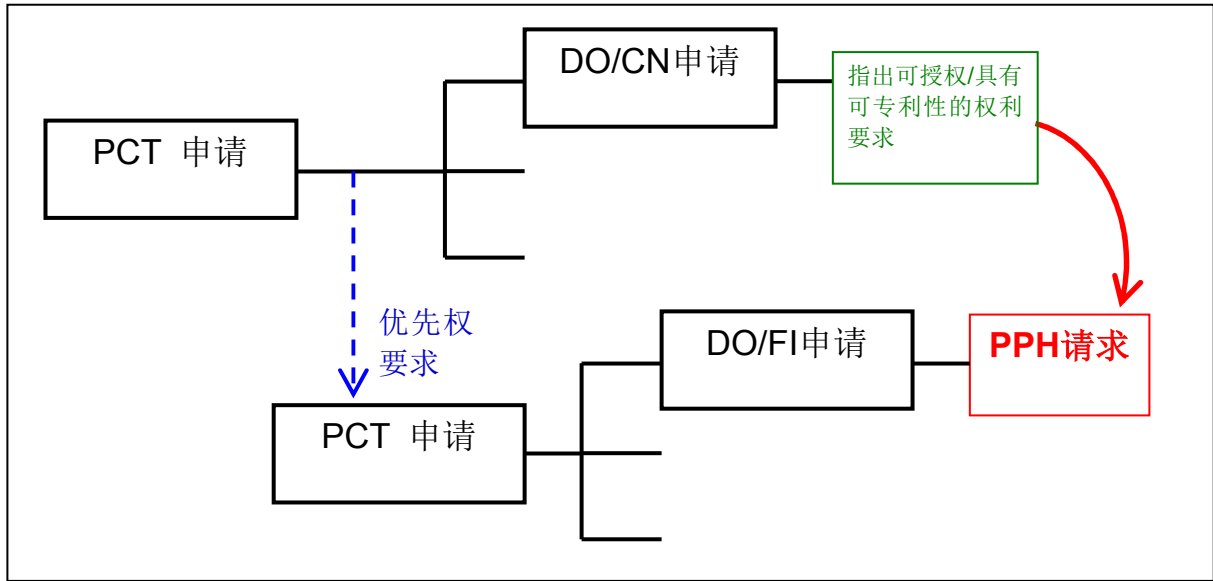 DO/CN申请
指出可授权/具有
可专利性的权利
要求
PCT 申请
优先权
要求
DO/FI申请
PPH请求
PCT 申请